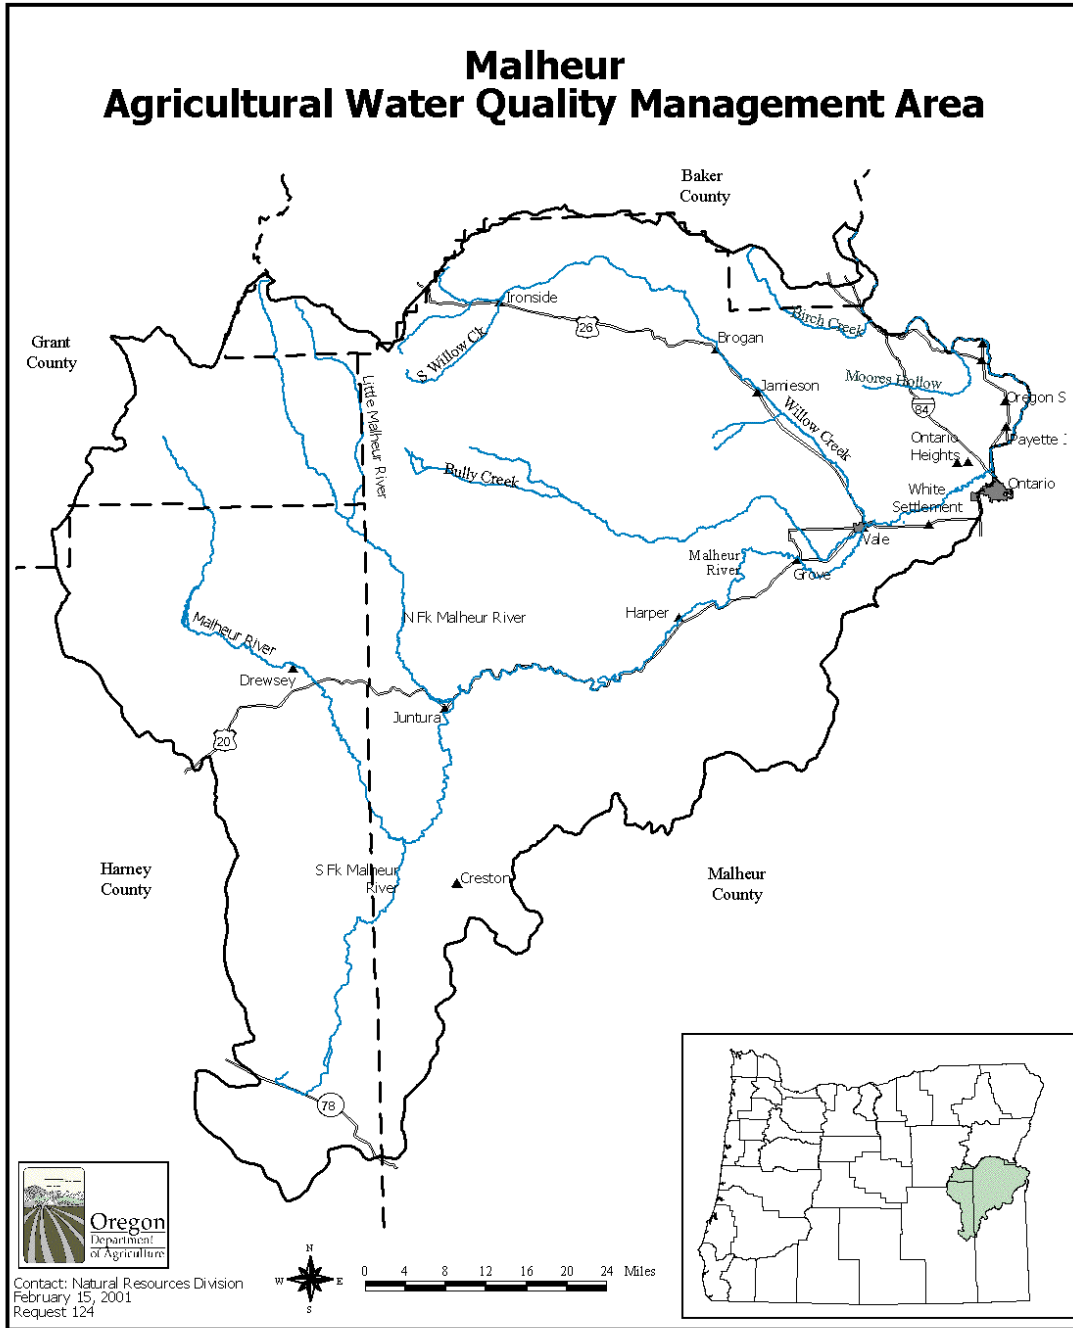 Malheur
Agricultural Water Quality Management Area
Baker
County
Grant
County
Ironside
26
Birch Creek
Brogan
S Willow Ck
Moores Hollow
Jamieson
Little Malheur River
84
Oregon S
Willow Creek
Ontario
Heights
Payette
Bully Creek
White
Settlement
Ontario
Vale
Malheur
River
Grove
Harper
N Fk Malheur River
Malheur River
Drewsey
Juntura
20
Harney
County
S Fk Malheur
River
Creston
Malheur
County
78
Oregon
Department
of Agriculture
Contact: Natural Resources Division
February 15, 2001
Request 124
N
W E
S
0 4 8 12 16 20 24 Miles